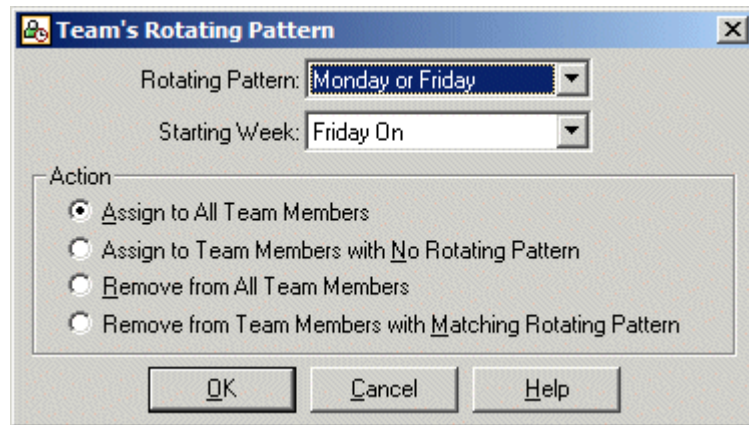 Team's Rotating Pattern
Rotating Pattern: Monday or Friday
Starting Week: Friday On
Action
Assign to All Team Members
Assign to Team Members with No Rotating Pattern
Remove from All Team Members
Remove from Team Members with Matching Rotating Pattern
OK Cancel Help